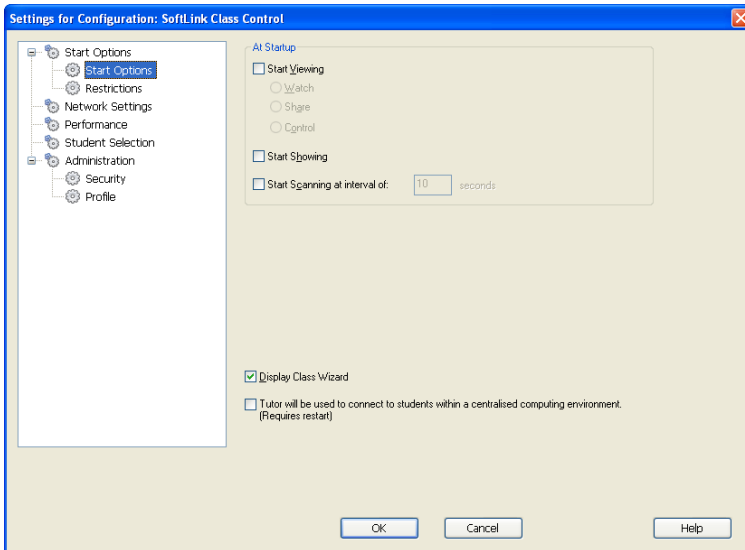 Settings for Configuration: SoftLink Class Control
Start Options
Start Options
Restrictions
Network Settings
Performance
Student Selection
Administration
Security
Profile
At Startup
Start Viewing
Watch
Share
Control
Start Showing
Start Scanning at interval of: 10 seconds
Display Class Wizard
Tutor will be used to connect to students within a centralised computing environment.
(Requires restart)
OK Cancel Help